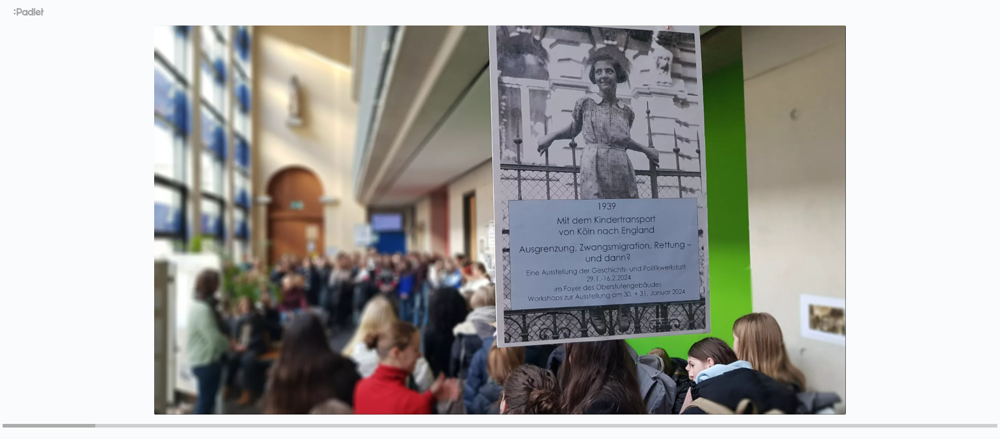 :Padlet
1939
Mit dem Kindertransport
von Köln nach England
Ausgrenzung, Zwangsmigration, Rettung –
und dann?
Eine Ausstellung der Geschichts- und Politikwerkstatt
29.1.-16.2.2024
im Foyer des Oberstufengebäudes
Workshops zur Ausstellung am 30. + 31. Januar 2024